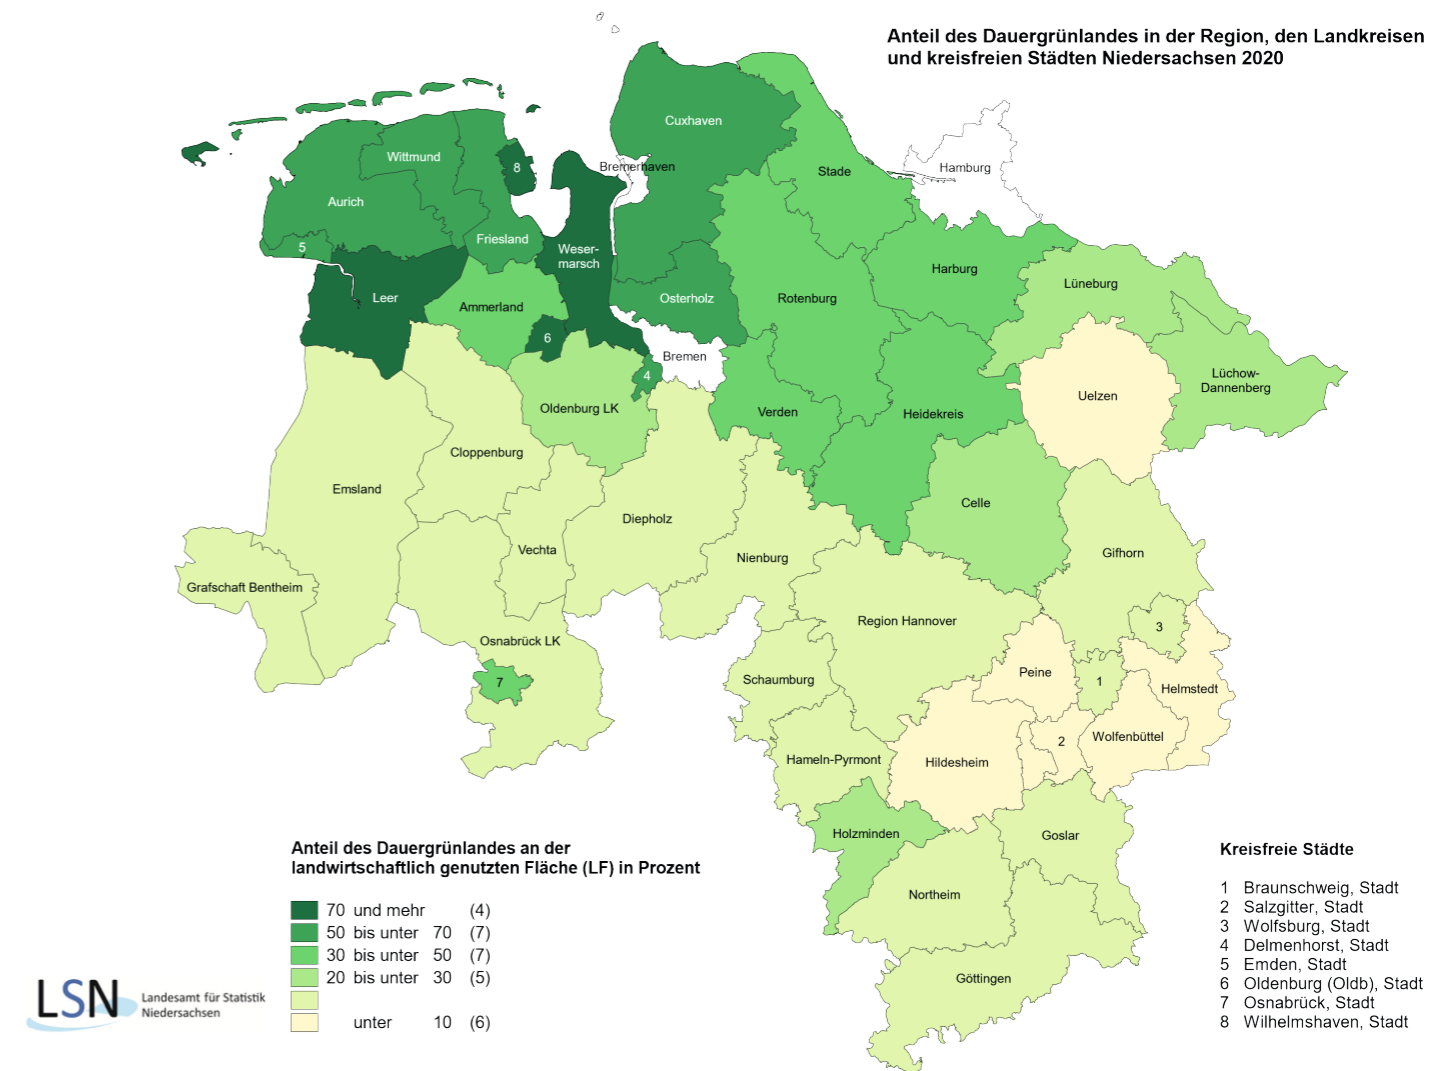 Anteil des Dauergrünlandes in der Region, den Landkreisen
und kreisfreien Städten Niedersachsen 2020
Cuxhaven
Wittmund
8
Bremerhaven
Stade
Hamburg
Aurich
5
Friesland
Weser-
marsch
Harburg
Lüneburg
Leer
Ammerland
Osterholz
Rotenburg
6
Bremen
4
Lüchow-
Dannenberg
Uelzen
Oldenburg LK
Verden
Heidekreis
Cloppenburg
Emsland
Celle
Diepholz
Vechta
Nienburg
Gifhorn
Grafschaft Bentheim
Region Hannover
3
Osnabrück LK
7
Schaumburg
Peine
1
Helmstedt
Hameln-Pyrmont
Hildesheim
2
Wolfenbüttel
Holzminden
Goslar
Northeim
Göttingen
Anteil des Dauergrünlandes an der
landwirtschaftlich genutzten Fläche (LF) in Prozent
70 und mehr (4)
50 bis unter 70 (7)
30 bis unter 50 (7)
20 bis unter 30 (5)
unter 10 (6)
Kreisfreie Städte
1 Braunschweig, Stadt
2 Salzgitter, Stadt
3 Wolfsburg, Stadt
4 Delmenhorst, Stadt
5 Emden, Stadt
6 Oldenburg (Oldb), Stadt
7 Osnabrück, Stadt
8 Wilhelmshaven, Stadt
LSN
Landesamt für Statistik
Niedersachsen